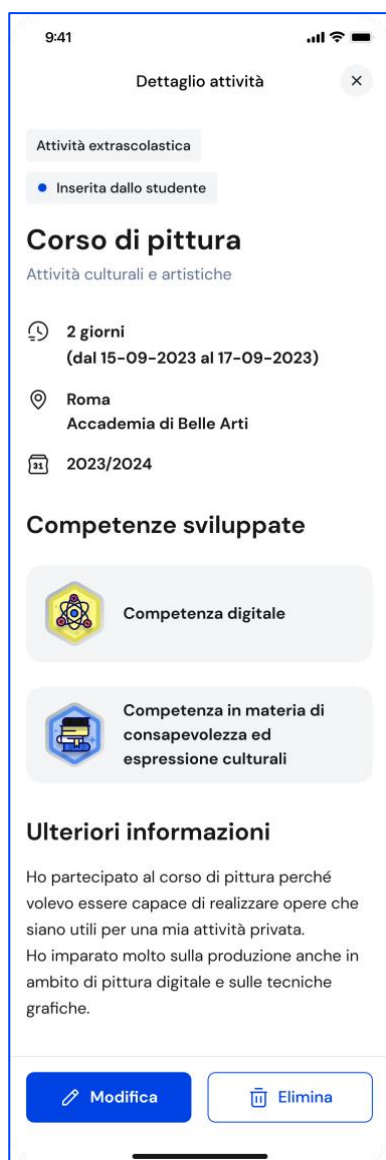 9:41
Dettaglio attività
Attività extrascolastica
Inserita dallo studente
Corso di pittura
Attività culturali e artistiche
2 giorni
(dal 15-09-2023 al 17-09-2023)
Roma
Accademia di Belle Arti
31
2023/2024
Competenze sviluppate
Competenza digitale
Competenza in materia di
consapevolezza ed
espressione culturali
Ulteriori informazioni
Ho partecipato al corso di pittura perché
volevo essere capace di realizzare opere che
siano utili per una mia attività privata.
Ho imparato molto sulla produzione anche in
ambito di pittura digitale e sulle tecniche
grafiche.
Modifica
Elimina